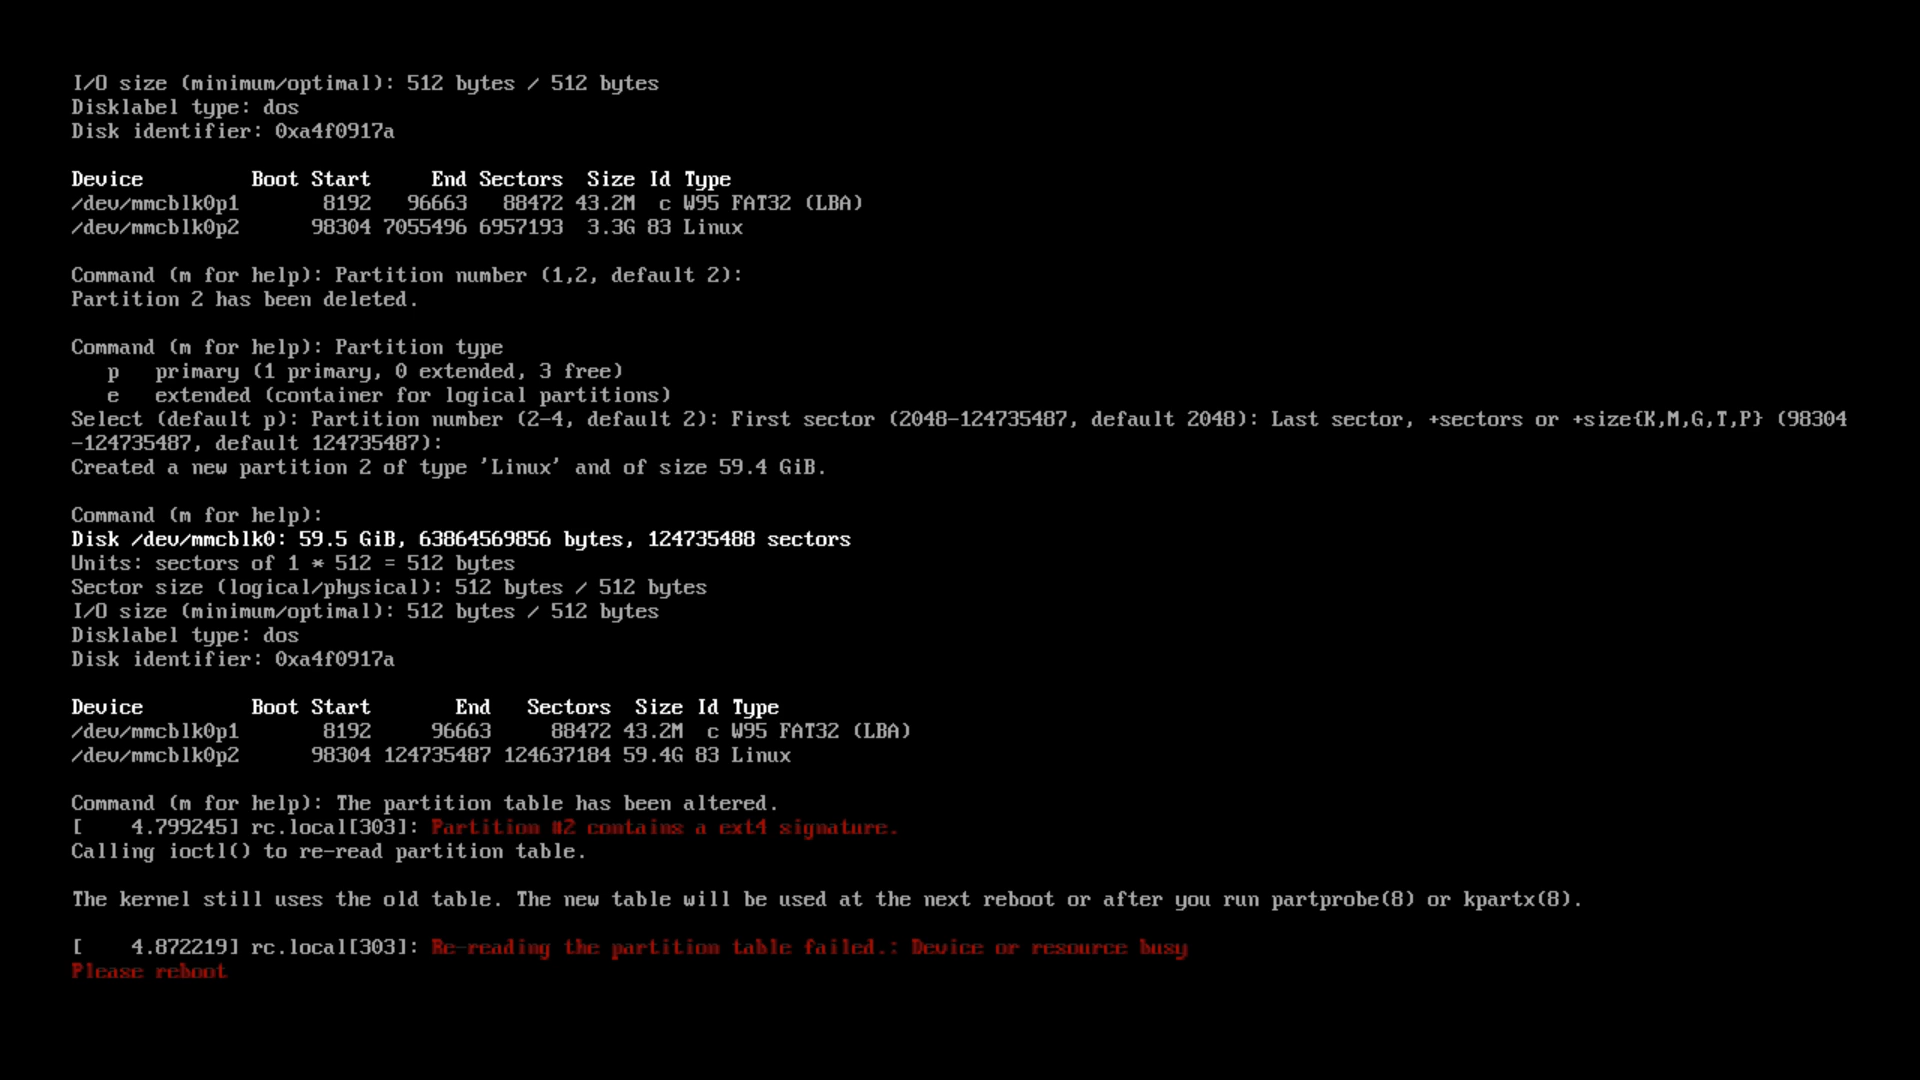 I/O size (minimum/optimal): 512 bytes / 512 bytes
Disklabel type: dos
Disk identifier: 0xa4f0917a
Device         Boot Start     End Sectors  Size Id Type
/dev/mmcblk0p1       8192   96663   88472 43.2M  c W95 FAT32 (LBA)
/dev/mmcblk0p2      98304 7055496 6957193  3.3G 83 Linux
Command (m for help): Partition number (1,2, default 2):
Partition 2 has been deleted.
Command (m for help): Partition type
   p   primary (1 primary, 0 extended, 3 free)
   e   extended (container for logical partitions)
Select (default p): Partition number (2-4, default 2): First sector (2048-124735487, default 2048): Last sector, +sectors or +size{K,M,G,T,P} (98304
-124735487, default 124735487):
Created a new partition 2 of type 'Linux' and of size 59.4 GiB.
Command (m for help):
Disk /dev/mmcblk0: 59.5 GiB, 63864569856 bytes, 124735488 sectors
Units: sectors of 1 * 512 = 512 bytes
Sector size (logical/physical): 512 bytes / 512 bytes
I/O size (minimum/optimal): 512 bytes / 512 bytes
Disklabel type: dos
Disk identifier: 0xa4f0917a
Device         Boot Start       End   Sectors  Size Id Type
/dev/mmcblk0p1       8192     96663     88472 43.2M  c W95 FAT32 (LBA)
/dev/mmcblk0p2      98304 124735487 124637184 59.4G 83 Linux
Command (m for help): The partition table has been altered.
[    4.799245] rc.local[303]: Partition #2 contains a ext4 signature.
Calling ioctl() to re-read partition table.
The kernel still uses the old table. The new table will be used at the next reboot or after you run partprobe(8) or kpartx(8).
[    4.872219] rc.local[303]: Re-reading the partition table failed.: Device or resource busy
Please reboot